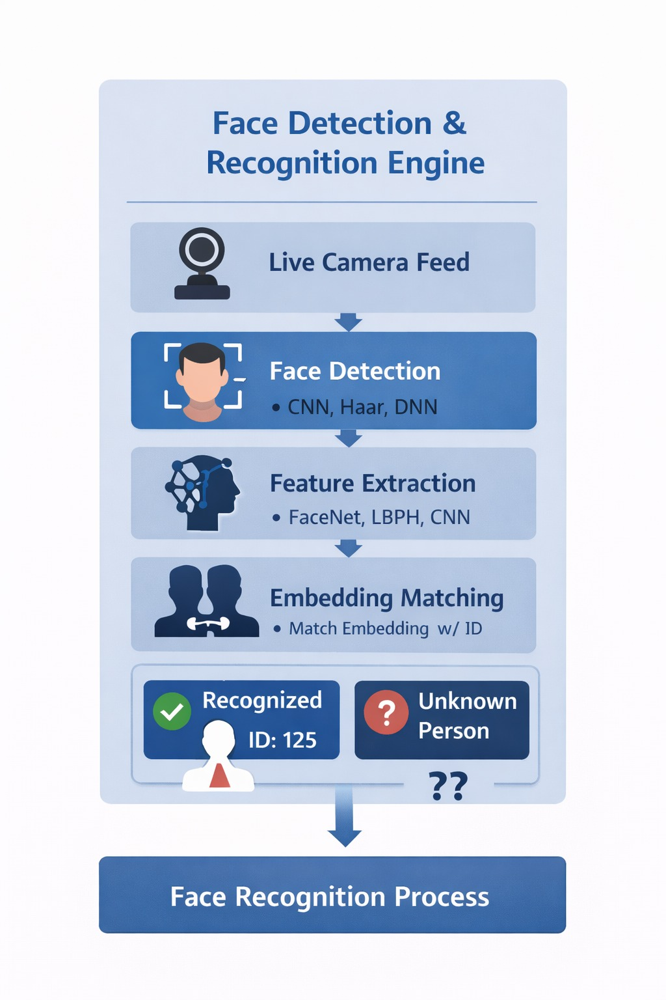 Face Detection &
Recognition Engine
Live Camera Feed
Face Detection
• CNN, Haar, DNN
Feature Extraction
• FaceNet, LBPH, CNN
Embedding Matching
• Match Embedding w/ ID
Recognized
ID: 125
?
Unknown
Person
??
Face Recognition Process